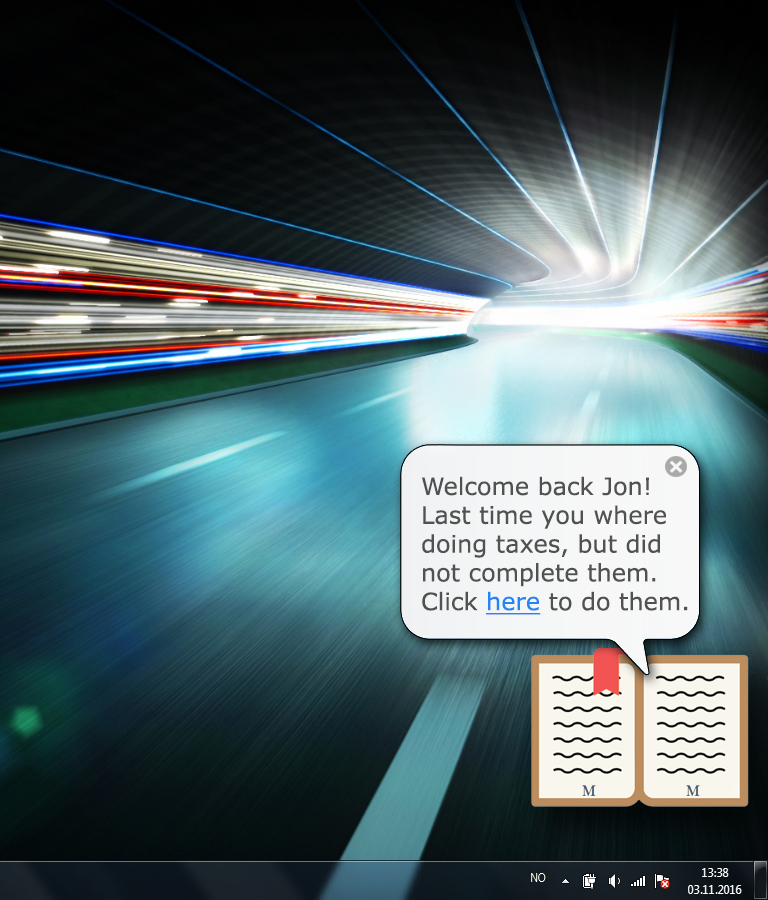 Welcome back Jon!
Last time you where
doing taxes, but did
not complete them.
Click here to do them.
M M
NO 13:38
03.11.2016